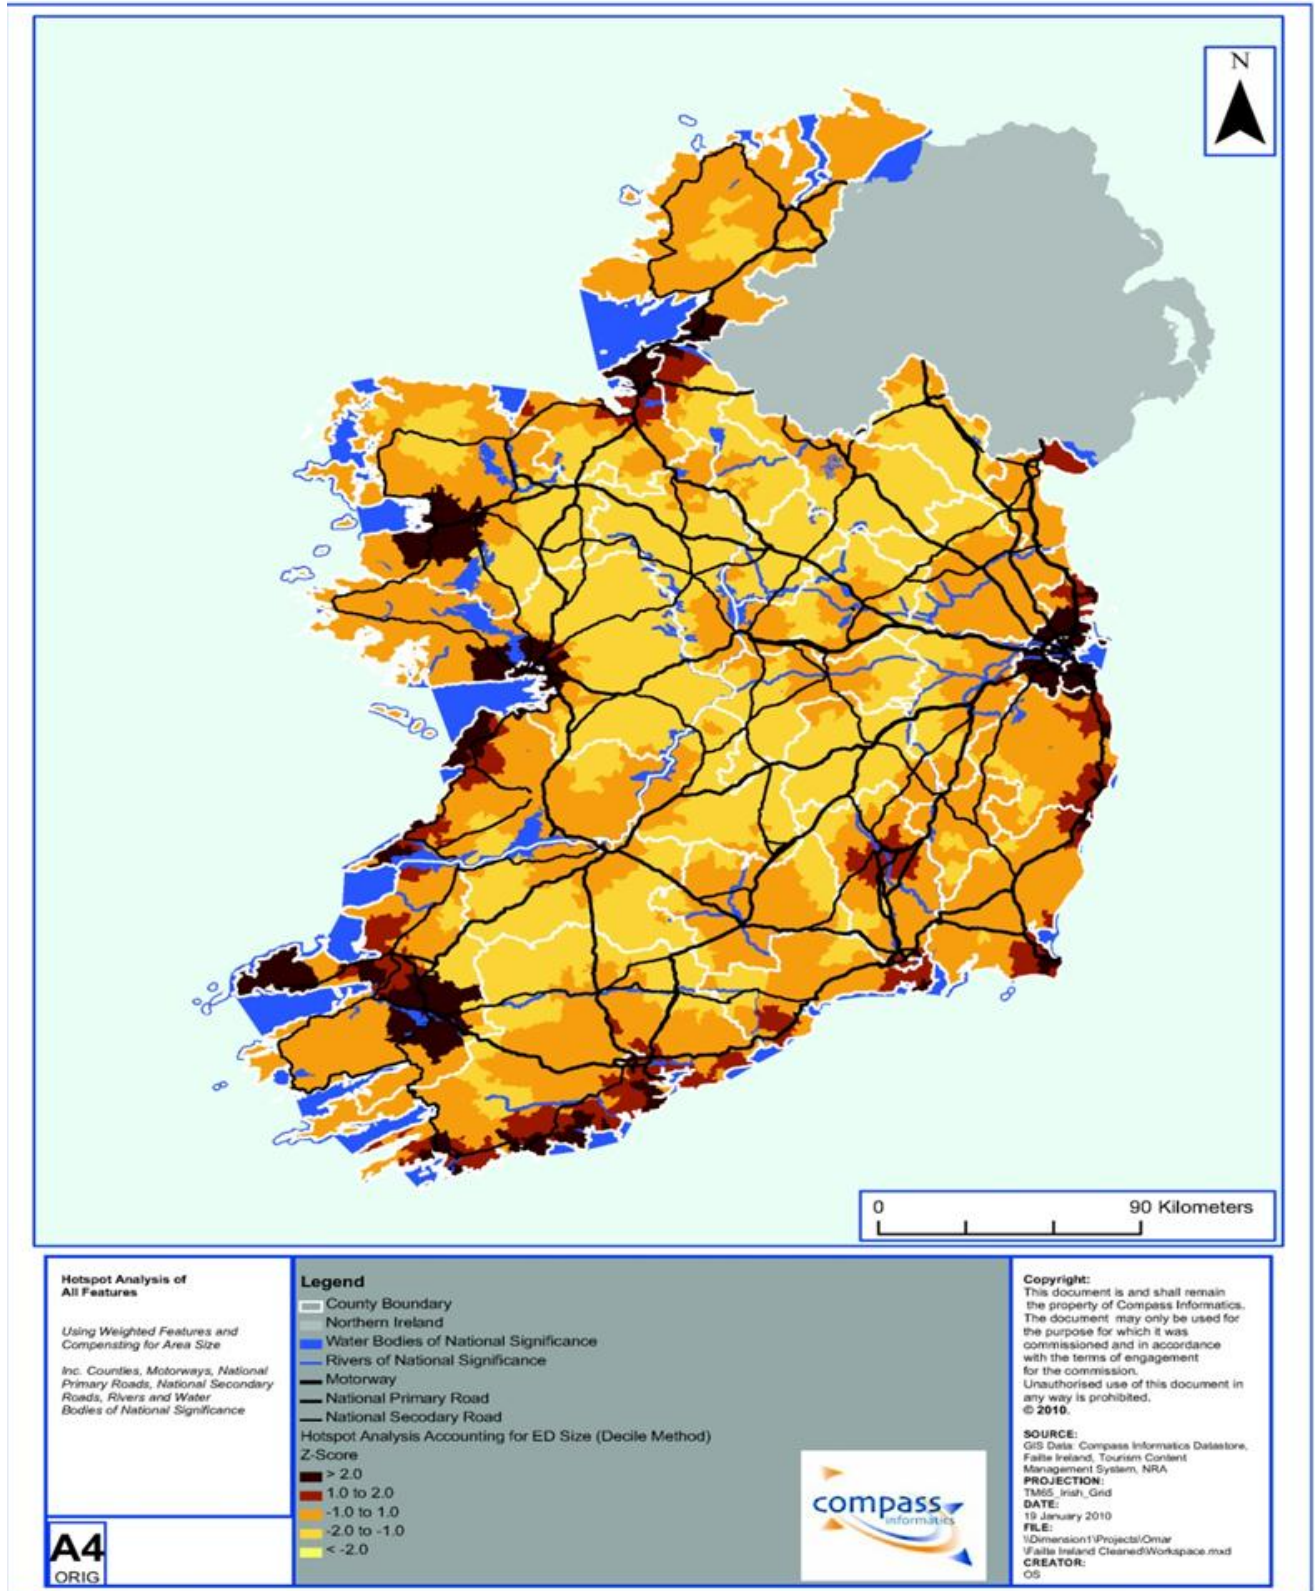 N
0 90 Kilometers
Hotspot Analysis of
All Features
Using Weighted Features and
Compensting for Area Size
Inc. Counties, Motorways, National
Primary Roads, National Secondary
Roads, Rivers and Water
Bodies of National Significance
A4
ORIG
Legend
County Boundary
Northern Ireland
Water Bodies of National Significance
Rivers of National Significance
Motorway
National Primary Road
National Secodary Road
Hotspot Analysis Accounting for ED Size (Decile Method)
Z-Score
> 2.0
1.0 to 2.0
-1.0 to 1.0
-2.0 to -1.0
< -2.0
compass
informatics
Copyright:
This document is and shall remain
the property of Compass Informatics.
The document may only be used for
the purpose for which it was
commissioned and in accordance
with the terms of engagement
for the commission.
Unauthorised use of this document in
any way is prohibited.
© 2010.
SOURCE:
GIS Data: Compass Informatics Datastore,
Failte Ireland, Tourism Content
Management System, NRA
PROJECTION:
TM65_Irish_Grid
DATE:
19 January 2010
FILE:
\\Dimension1\Projects\Omar
\Failte Ireland Cleaned\Workspace.mxd
CREATOR:
OS